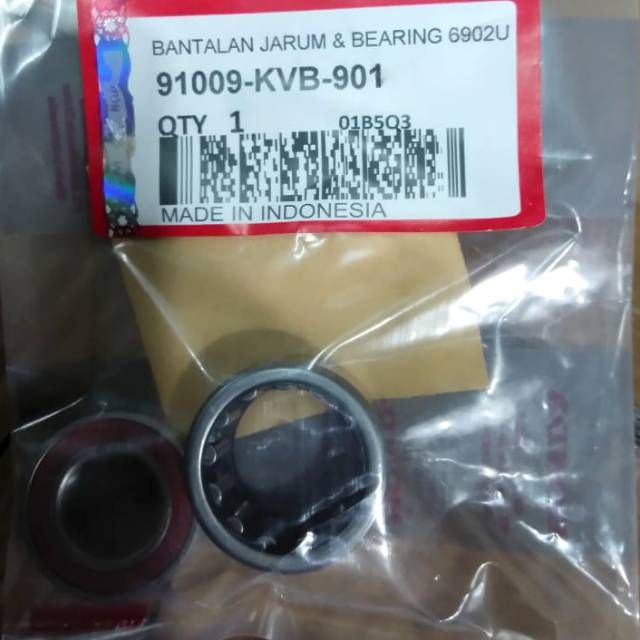 BANTALAN JARUM & BEARING 6902U
91009-KVB-901
QTY 1 01B5Q3
MADE IN INDONESIA